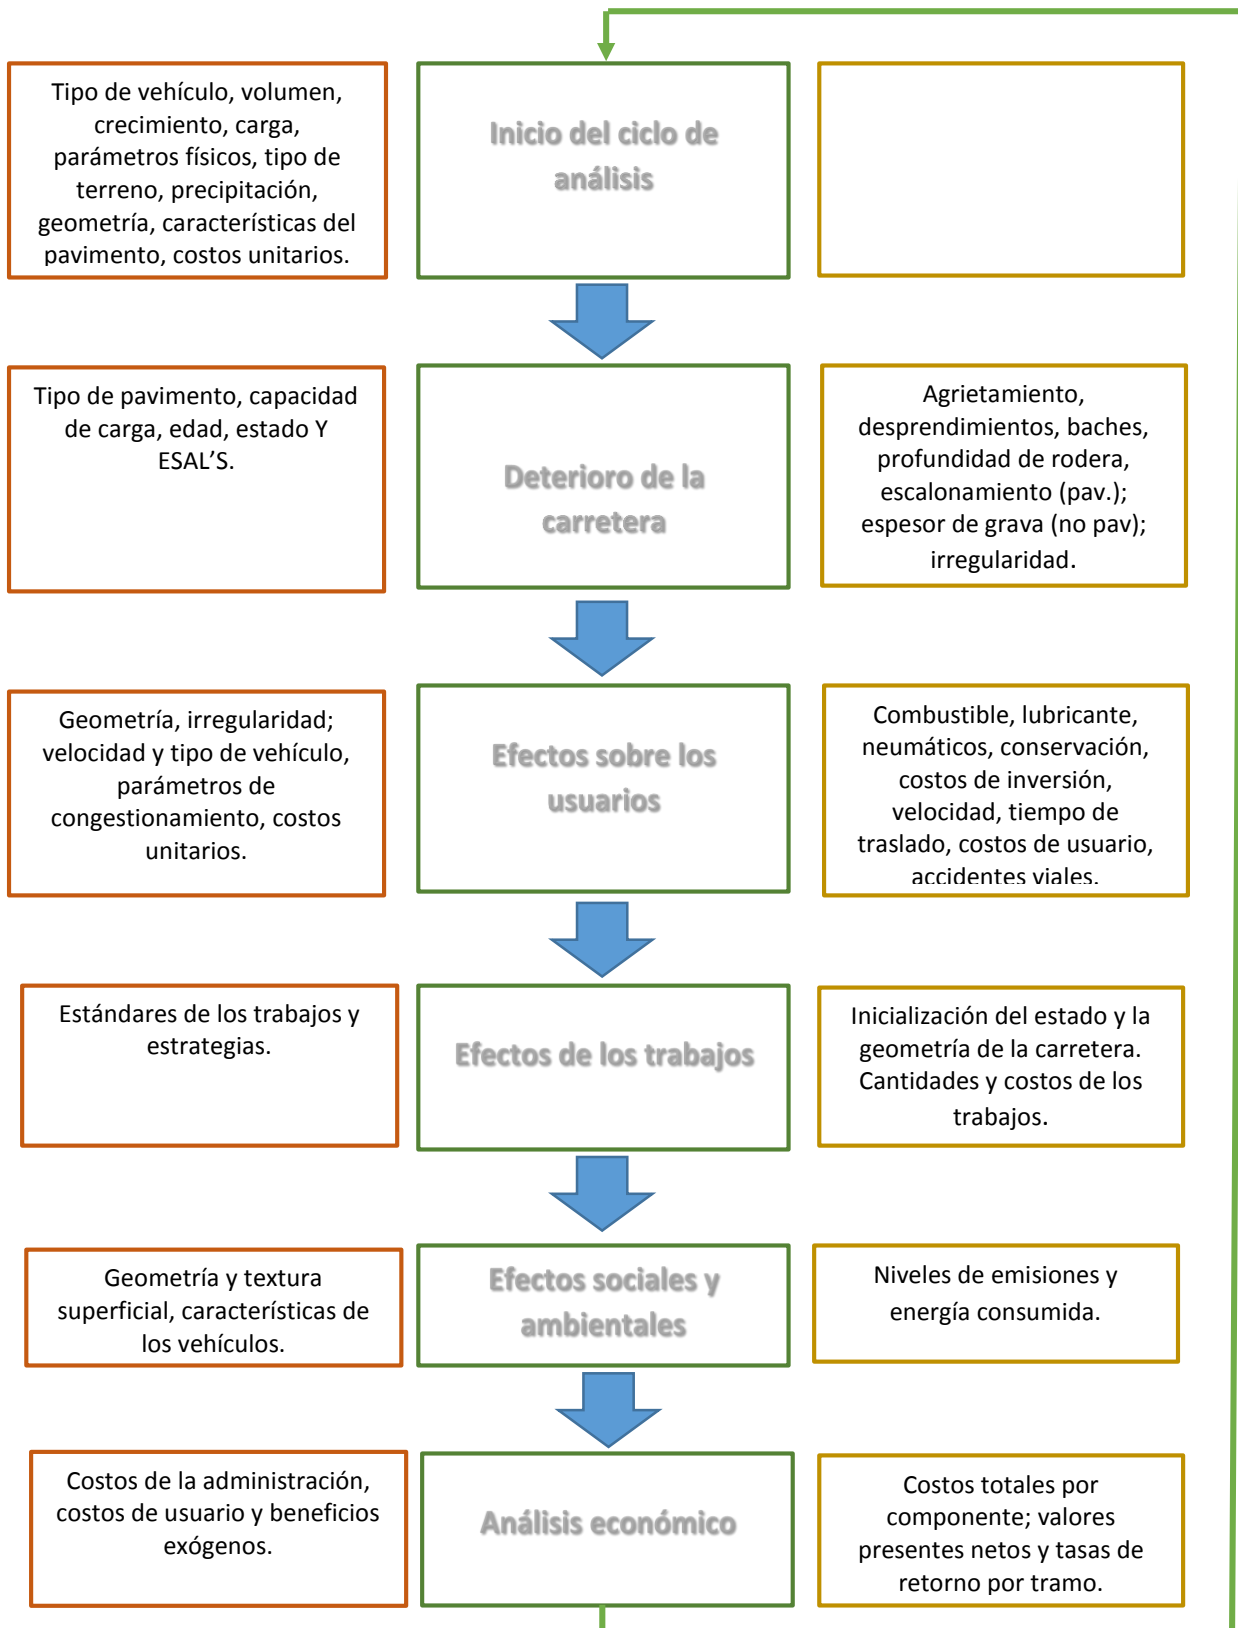 Tipo de vehículo, volumen,
crecimiento, carga,
parámetros físicos, tipo de
terreno, precipitación,
geometría, características del
pavimento, costos unitarios.
Inicio del ciclo de
análisis
Tipo de pavimento, capacidad
de carga, edad, estado Y
ESAL’S.
Deterioro de la
carretera
Agrietamiento,
desprendimientos, baches,
profundidad de rodera,
escalonamiento (pav.);
espesor de grava (no pav);
irregularidad.
Geometría, irregularidad;
velocidad y tipo de vehículo,
parámetros de
congestionamiento, costos
unitarios.
Efectos sobre los
usuarios
Combustible, lubricante,
neumáticos, conservación,
costos de inversión,
velocidad, tiempo de
traslado, costos de usuario,
accidentes viales.
Estándares de los trabajos y
estrategias.
Efectos de los trabajos
Inicialización del estado y la
geometría de la carretera.
Cantidades y costos de los
trabajos.
Geometría y textura
superficial, características de
los vehículos.
Efectos sociales y
ambientales
Niveles de emisiones y
energía consumida.
Costos de la administración,
costos de usuario y beneficios
exógenos.
Análisis económico
Costos totales por
componente; valores
presentes netos y tasas de
retorno por tramo.